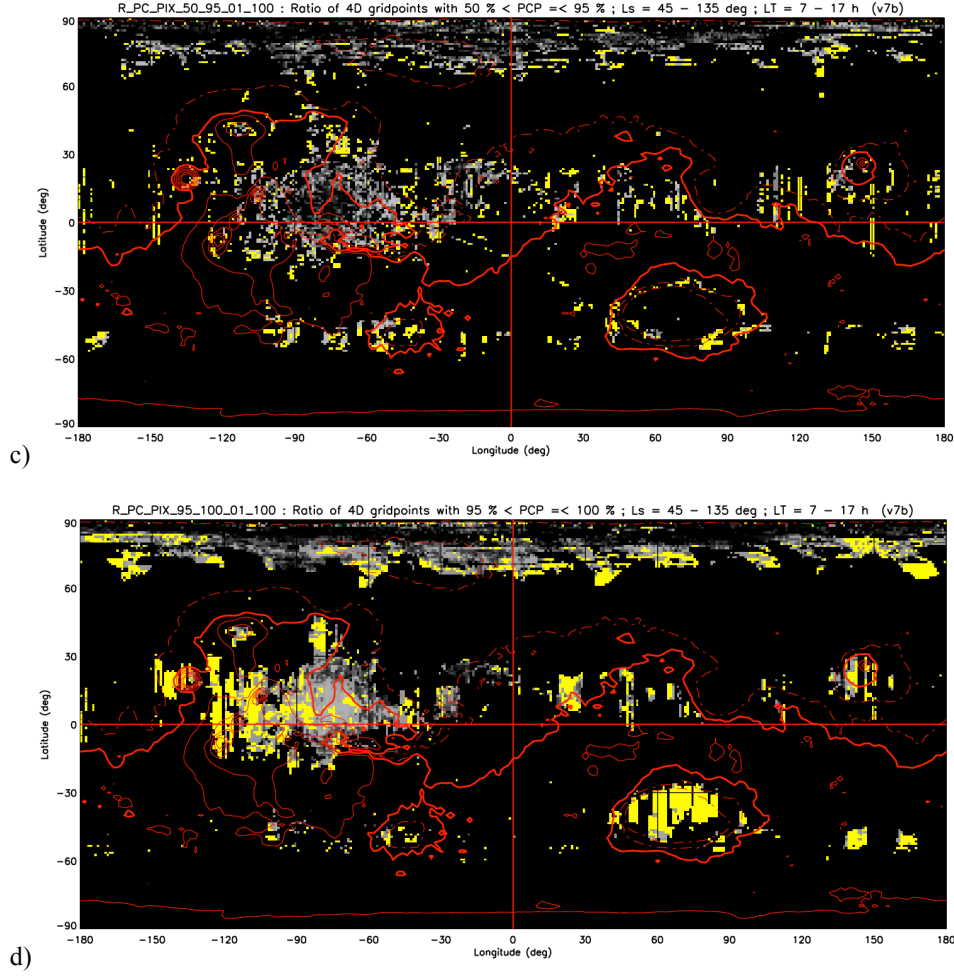 R_PC_PIX_50_95_01_100 : Ratio of 4D gridpoints with 50 % < PCP =< 95 % ; Ls = 45 - 135 deg ; LT = 7 - 17 h (v7b)
90
60
30
0
-30
-60
-90
Latitude (deg)
-180 -150 -120 -90 -60 -30 0 30 60 90 120 150 180
Longitude (deg)
c)
R_PC_PIX_95_100_01_100 : Ratio of 4D gridpoints with 95 % < PCP =< 100 % ; Ls = 45 - 135 deg ; LT = 7 - 17 h (v7b)
90
60
30
0
-30
-60
-90
Latitude (deg)
-180 -150 -120 -90 -60 -30 0 30 60 90 120 150 180
Longitude (deg)
d)